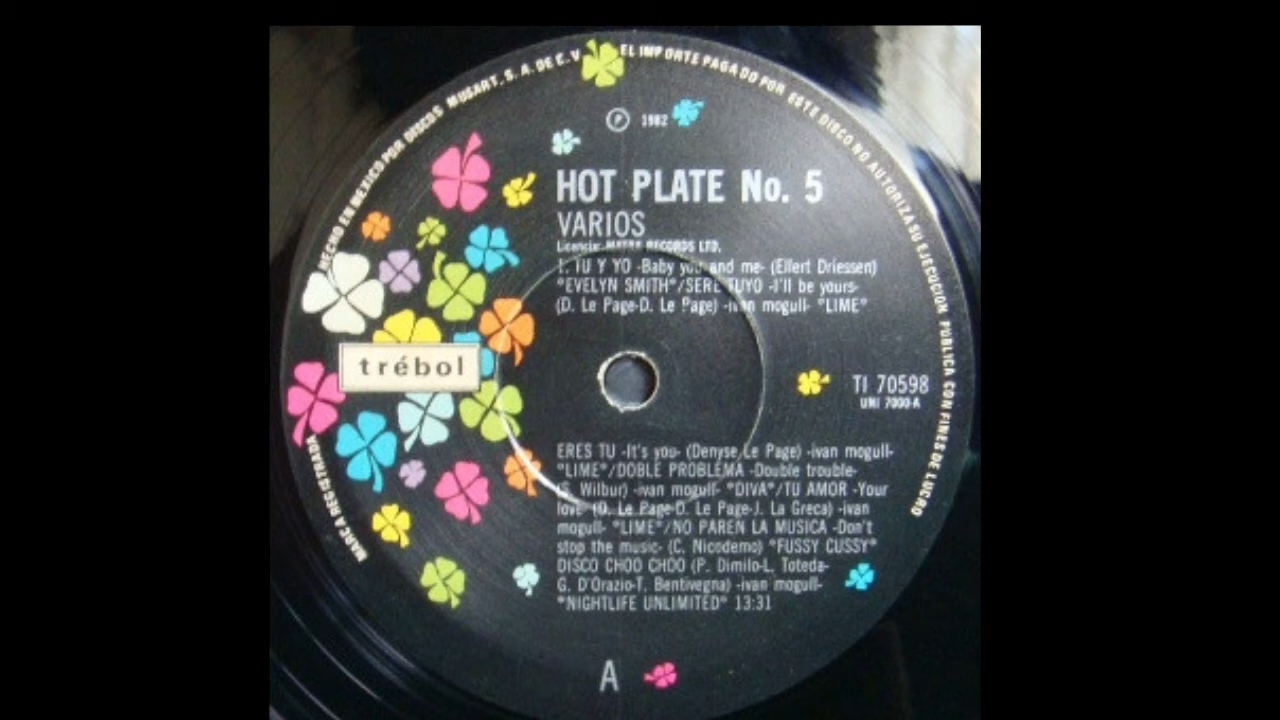 HECHO EN MEXICO POR DISCOS MUSART, S. A. DE C. V.
EL IMPORTE PAGADO POR ESTE DISCO NO AUTORIZA SU EJECUCION PUBLICA CON FINES DE LUCRO
MARCA REGISTRADA
Ⓟ 1982
HOT PLATE No. 5
VARIOS
Licencia: MATRA RECORDS LTD.
1. TU Y YO -Baby you and me- (Ellert Driessen)
"EVELYN SMITH"/SERE TUYO -I'll be yours-
(D. Le Page-D. Le Page) -ivan mogull- "LIME"
trébol
TI 70598
UNI 7000-A
ERES TU -It's you- (Denyse Le Page) -ivan mogull-
"LIME"/DOBLE PROBLEMA -Double trouble-
(S. Wilbur) -ivan mogull- "DIVA"/TU AMOR -Your
love- (D. Le Page-D. Le Page-J. La Greca) -ivan
mogull- "LIME"/NO PAREN LA MUSICA -Don't
stop the music- (C. Nicodemo) "FUSSY CUSSY"
DISCO CHOO CHOO (P. Dimilo-L. Toteda-
G. D'Orazio-T. Bentivegna) -ivan mogull-
"NIGHTLIFE UNLIMITED" 13:31
A